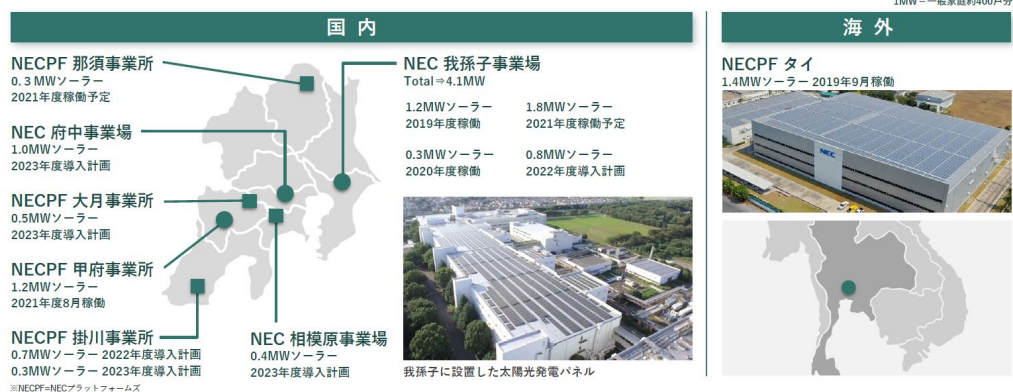 1MW=一般家庭約400戸分
国 内
海 外
NECPF 那須事業所
0.3 MWソーラー
2021年度稼働予定
NEC 府中事業場
1.0MWソーラー
2023年度導入計画
NECPF 大月事業所
0.5MWソーラー
2023年度導入計画
NECPF 甲府事業所
1.2MWソーラー
2021年度8月稼働
NECPF 掛川事業所
0.7MWソーラー 2022年度導入計画
0.3MWソーラー 2023年度導入計画
※NECPF=NECプラットフォームズ
NEC 相模原事業場
0.4MWソーラー
2023年度導入計画
NEC 我孫子事業場
Total⇒4.1MW
1.2MWソーラー
2019年度稼働
1.8MWソーラー
2021年度稼働予定
0.3MWソーラー
2020年度稼働
0.8MWソーラー
2022年度導入計画
我孫子に設置した太陽光発電パネル
NECPF タイ
1.4MWソーラー 2019年9月稼働
NEC